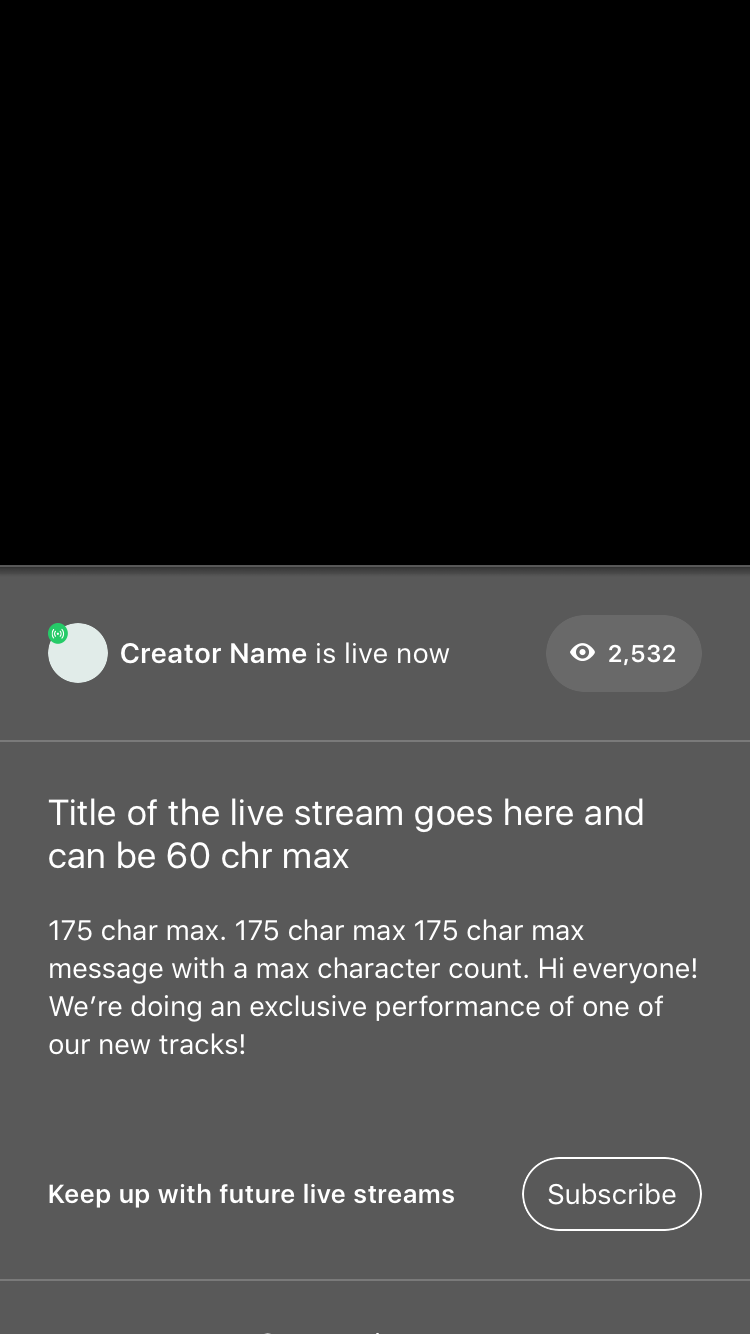 Creator Name is live now
2,532
Title of the live stream goes here and
can be 60 chr max
175 char max. 175 char max 175 char max
message with a max character count. Hi everyone!
We’re doing an exclusive performance of one of
our new tracks!
Keep up with future live streams
Subscribe